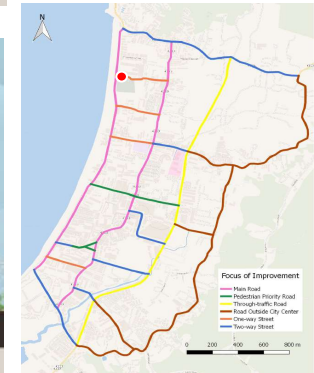 N
Focus of Improvement
Main Road
Pedestrian Priority Road
Through-traffic Road
Road Outside City Center
One-way Street
Two-way Street
0 200 400 600 800 m